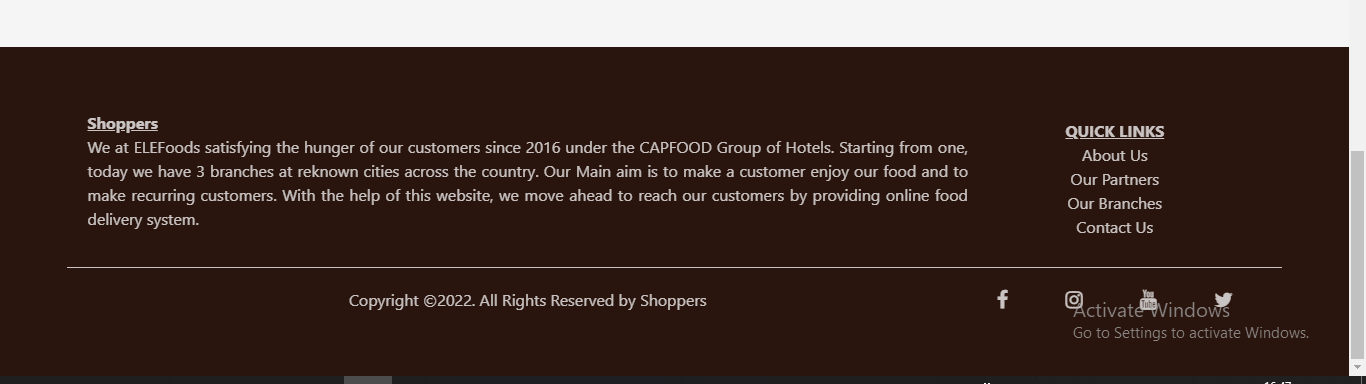 Shoppers
We at ELEFoods satisfying the hunger of our customers since 2016 under the CAPFOOD Group of Hotels. Starting from one,
today we have 3 branches at reknown cities across the country. Our Main aim is to make a customer enjoy our food and to
make recurring customers. With the help of this website, we move ahead to reach our customers by providing online food
delivery system.
QUICK LINKS
About Us
Our Partners
Our Branches
Contact Us
Copyright ©2022. All Rights Reserved by Shoppers
You
Tube
Activate Windows
Go to Settings to activate Windows.